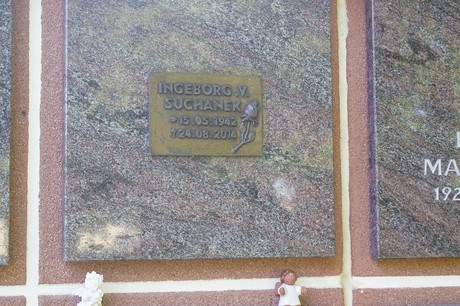 INGEBORG V.
SUCHANEK
*15.05.1942
†24.08.2014
MA
192